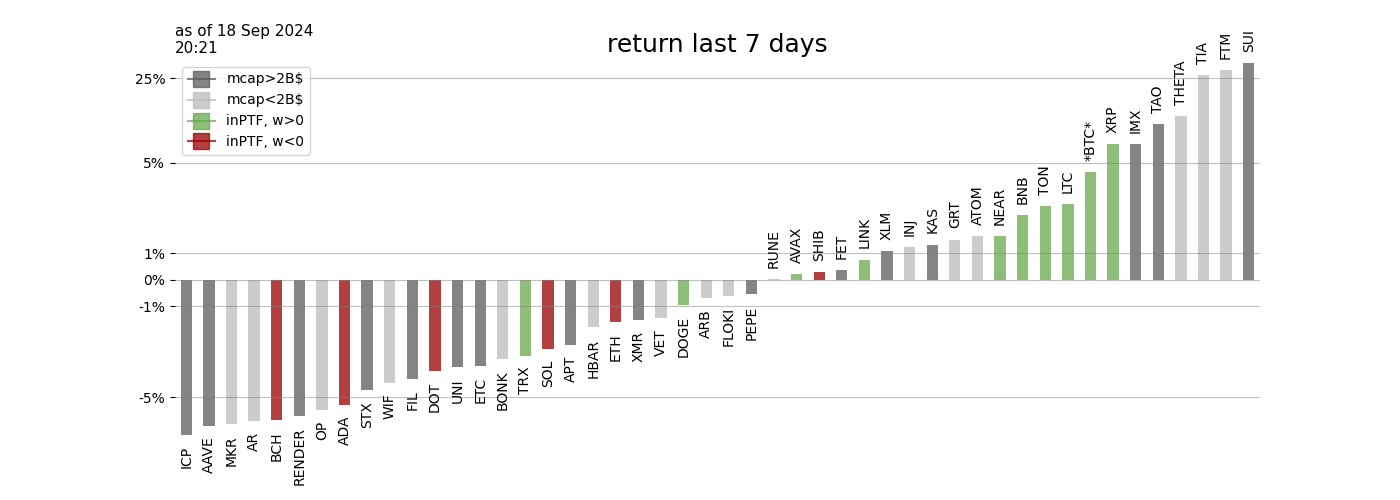 as of 18 Sep 2024
20:21
return last 7 days
mcap>2B$
mcap<2B$
inPTF, w>0
inPTF, w<0
25%
5%
1%
0%
-1%
-5%
ICP
AAVE
MKR
AR
BCH
RENDER
OP
ADA
STX
WIF
FIL
DOT
UNI
ETC
BONK
TRX
SOL
APT
HBAR
ETH
XMR
VET
DOGE
ARB
FLOKI
PEPE
RUNE
AVAX
SHIB
FET
LINK
XLM
INJ
KAS
GRT
ATOM
NEAR
BNB
TON
LTC
*BTC*
XRP
IMX
TAO
THETA
TIA
FTM
SUI